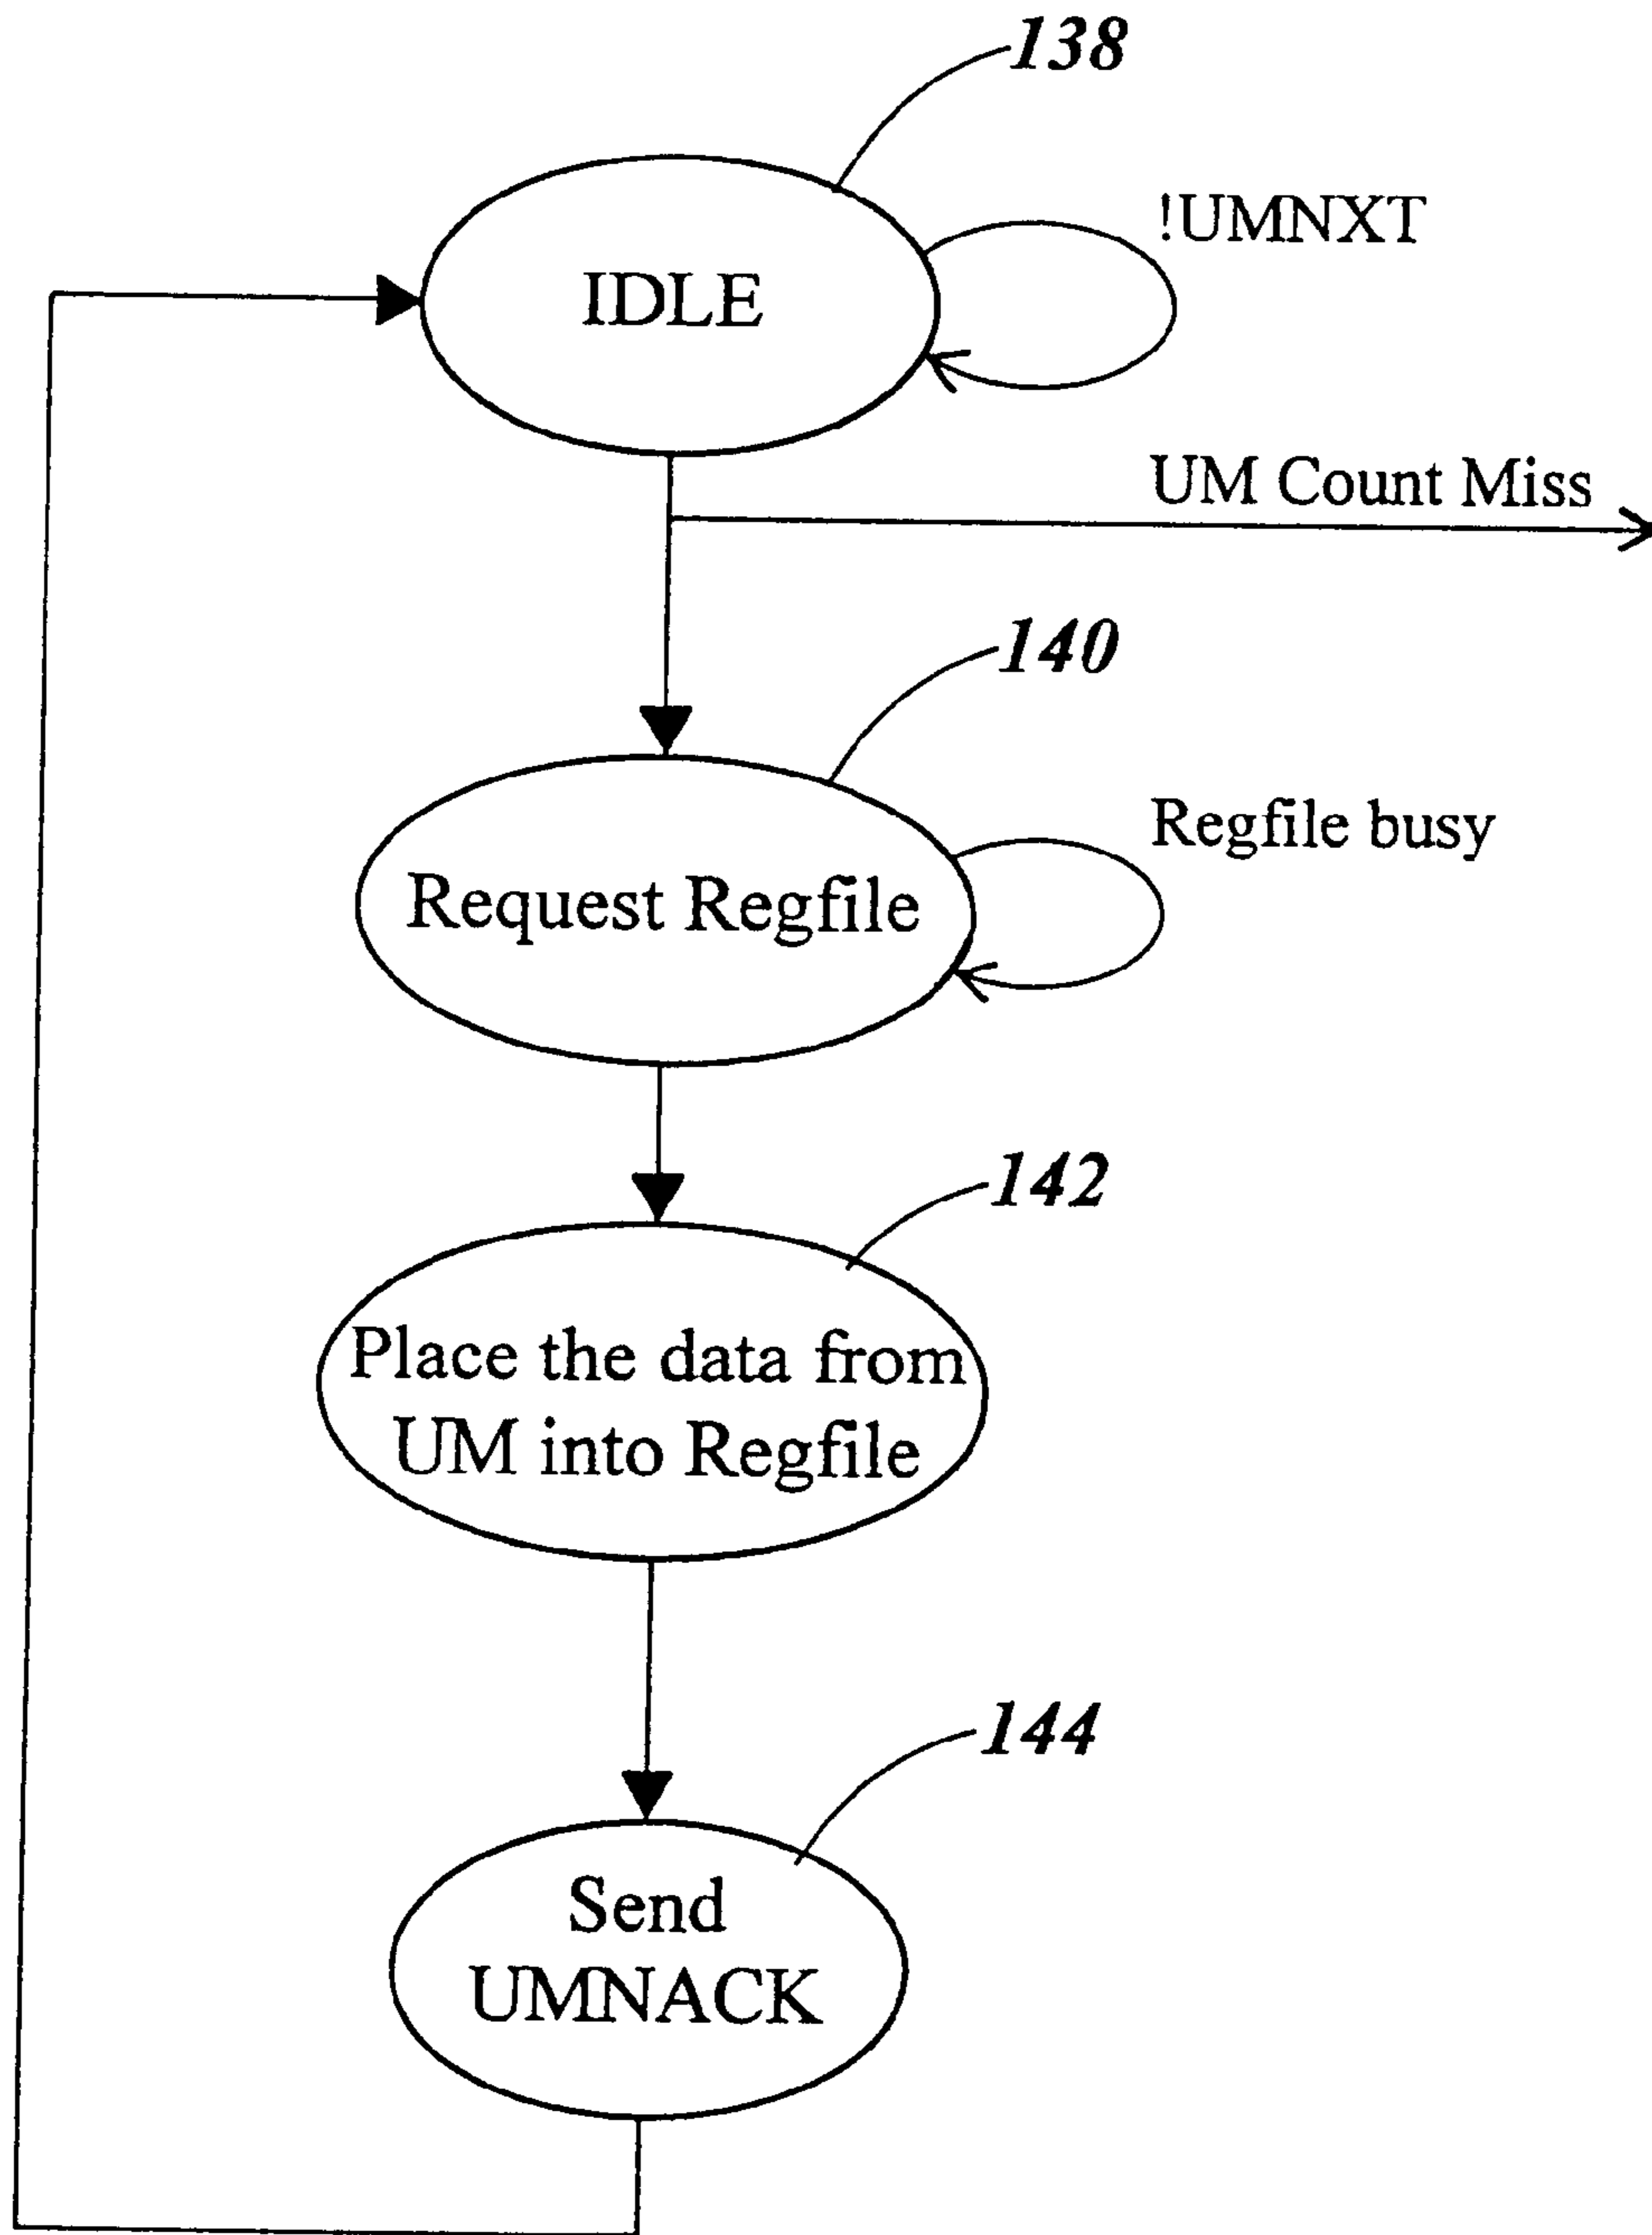 138
!UMNXT
IDLE
UM Count Miss
140
Regfile busy
Request Regfile
142
Place the data from
UM into Regfile
144
Send
UMNACK